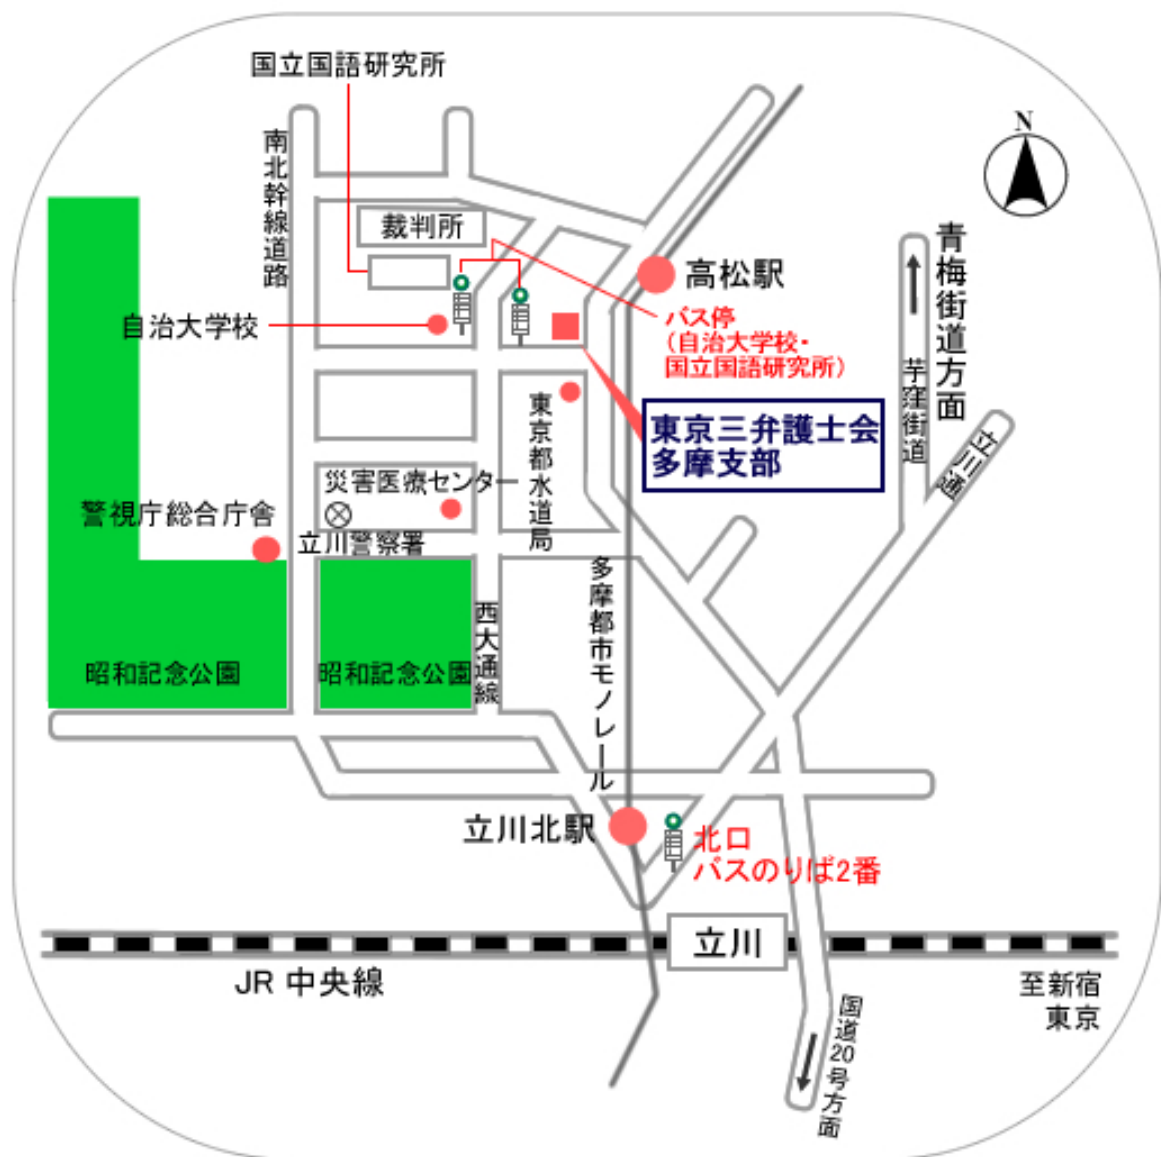 国立国語研究所
N
南北幹線道路
裁判所
青梅街道方面
高松駅
自治大学校
バス停
(自治大学校・
国立国語研究所)
芋窪街道
東京都水道局
東京三弁護士会
多摩支部
立川通
災害医療センター
警視庁総合庁舎
立川警察署
多摩都市モノレール
西大通線
昭和記念公園
昭和記念公園
立川北駅
北口
バスのりば2番
立川
JR 中央線
至新宿
東京
国道20号方面